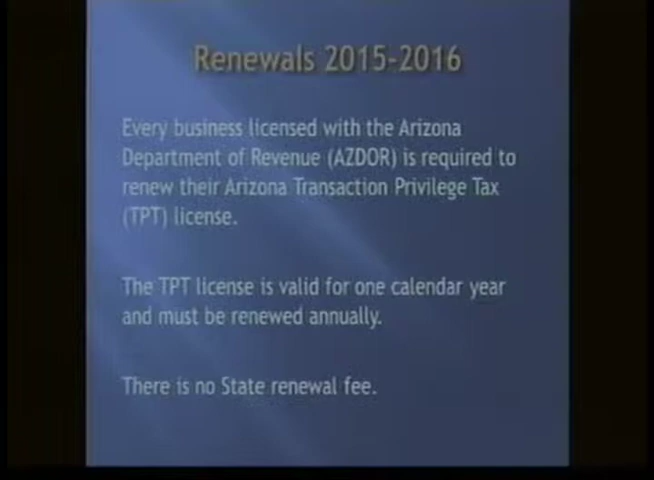 Renewals 2015-2016
Every business licensed with the Arizona
Department of Revenue (AZDOR) is required to
renew their Arizona Transaction Privilege Tax
(TPT) license.
The TPT license is valid for one calendar year
and must be renewed annually.
There is no State renewal fee.